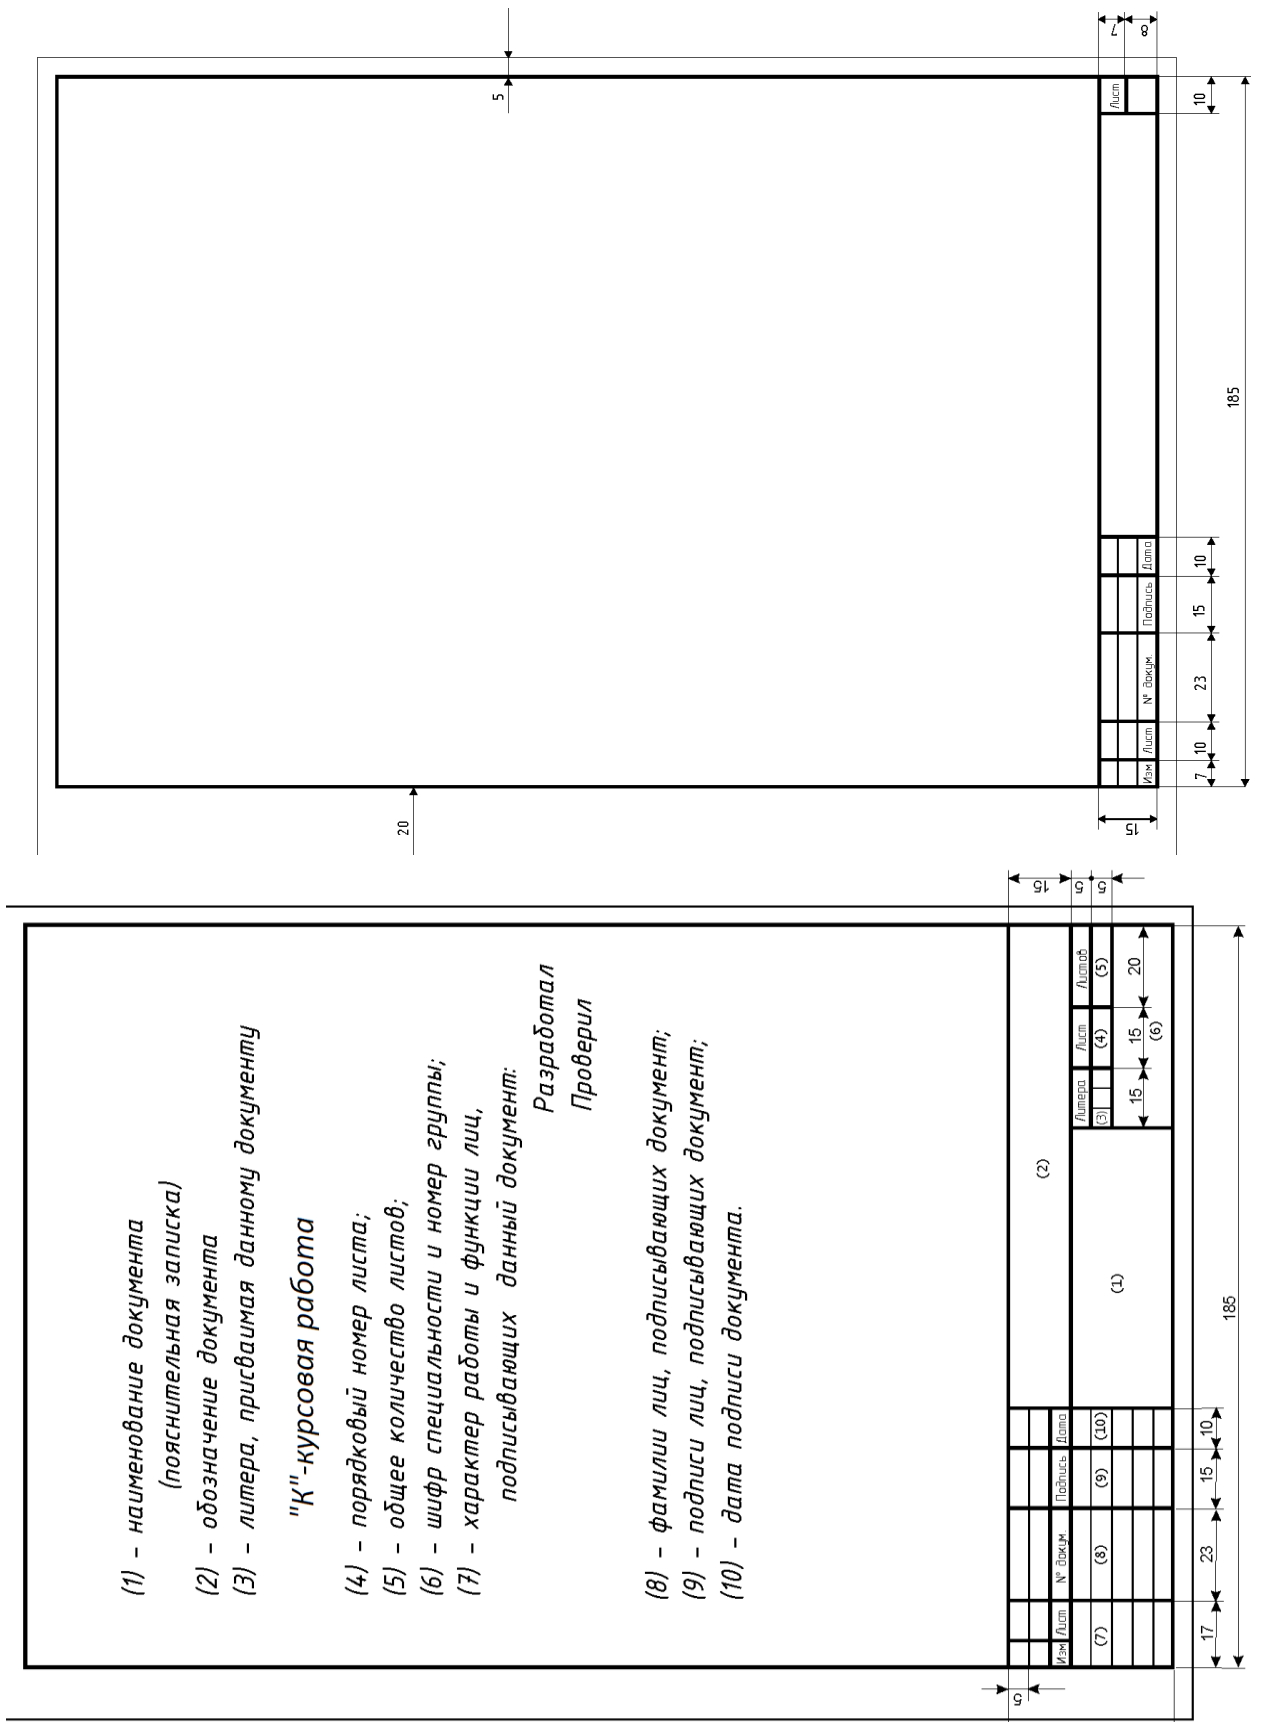 7
8
5
Лист
10
185
20
Изм
Лист
№ докум.
Подпись
Дата
7
10
23
15
10
15
(1) – наименование документа
(пояснительная записка)
(2) – обозначение документа
(3) – литера, присваимая данному документу
"К"-курсовая работа
(4) – порядковый номер листа;
(5) – общее количество листов;
(6) – шифр специальности и номер группы;
(7) – характер работы и функции лиц,
подписывающих данный документ:
Разработал
Проверил
(8) – фамилии лиц, подписывающих документ;
(9) – подписи лиц, подписывающих документ;
(10) – дата подписи документа.
15
5
5
(2)
Изм
Лист
№ докум.
Подпись
Дата
Литера
Лист
Листов
(7)
(8)
(9)
(10)
(1)
(3)
(4)
(5)
15
15
20
(6)
5
17
23
15
10
185